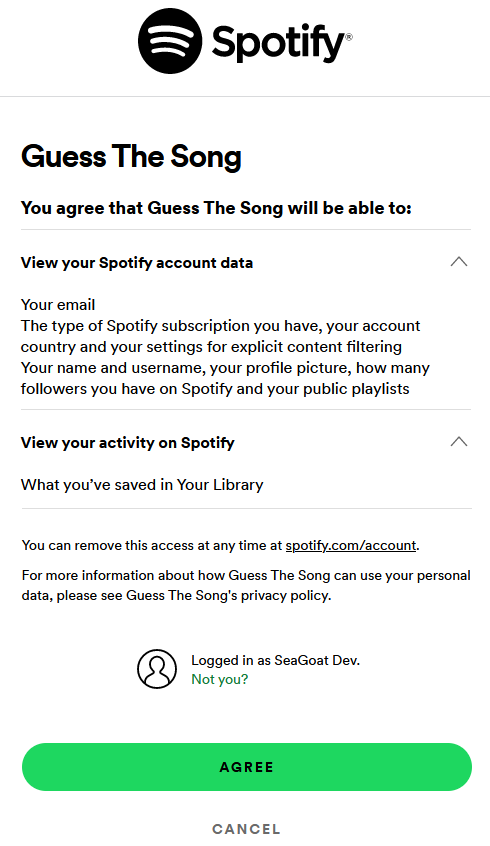 Spotify®
Guess The Song
You agree that Guess The Song will be able to:
View your Spotify account data
Your email
The type of Spotify subscription you have, your account
country and your settings for explicit content filtering
Your name and username, your profile picture, how many
followers you have on Spotify and your public playlists
View your activity on Spotify
What you’ve saved in Your Library
You can remove this access at any time at spotify.com/account.
For more information about how Guess The Song can use your personal
data, please see Guess The Song's privacy policy.
Logged in as SeaGoat Dev.
Not you?
AGREE
CANCEL